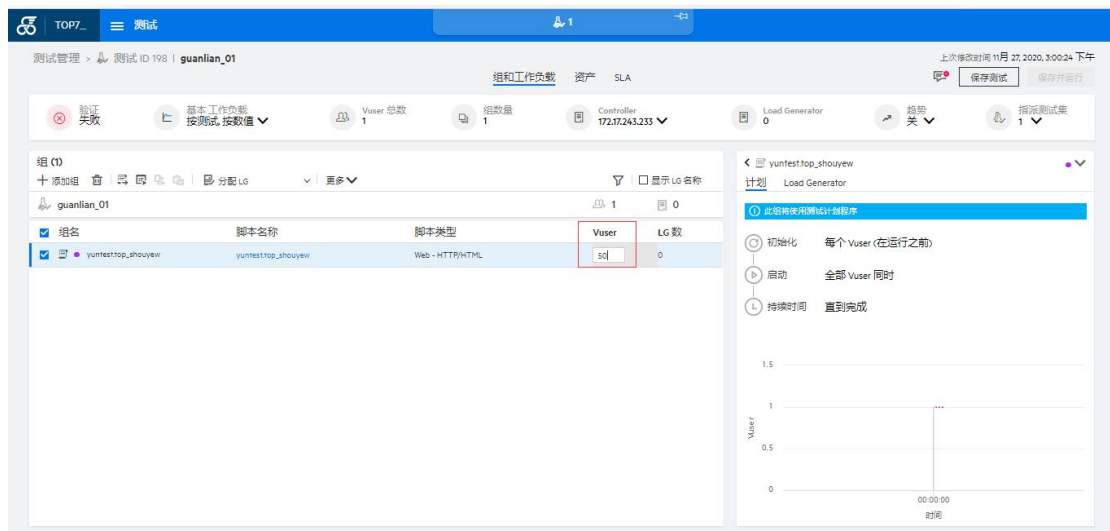 TOP7_ 测试 1
测试管理 > 测试 ID 198 | guanlian_01
上次修改时间 11月 27, 2020, 3:00:24 下午
组和工作负载 资产 SLA
保存测试 保存并运行
验证 失败
基本工作负载 按测试, 按数值
Vuser 总数 1
组数量 1
Controller 172.17.243.233
Load Generator 0
趋势 关
指派测试集 1
组 (1)
添加组 分配 LG 更多 显示 LG 名称
guanlian_01 1 0
组名 脚本名称 脚本类型 Vuser LG 数
yuntest.top_shouyew yuntest.top_shouyew Web - HTTP/HTML 50 0
yuntest.top_shouyew
计划 Load Generator
此组将使用测试计划程序
初始化 每个 Vuser (在运行之前)
启动 全部 Vuser 同时
持续时间 直到完成
1.5
1
Vuser
0.5
0
00:00:00
时间